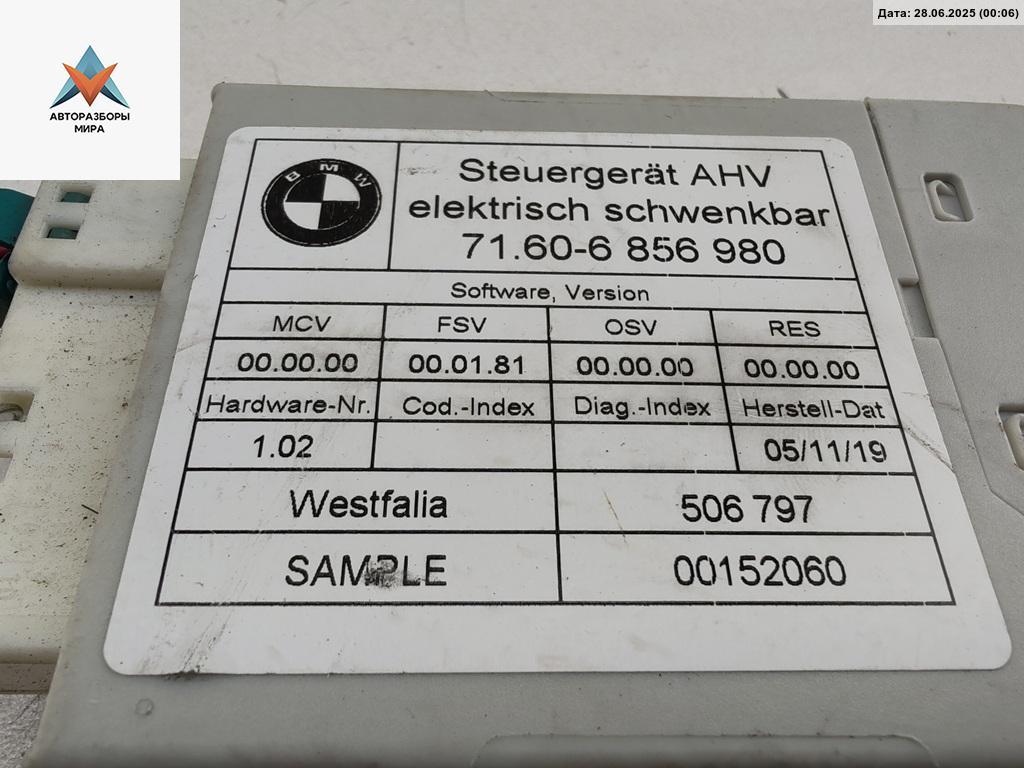 Дата: 28.06.2025 (00:06)
АВТОРАЗБОРЫ
МИРА
BMW
Steuergerät AHV
elektrisch schwenkbar
71.60-6 856 980
Software, Version
MCV FSV OSV RES
00.00.00 00.01.81 00.00.00 00.00.00
Hardware-Nr. Cod.-Index Diag.-Index Herstell-Dat
1.02 05/11/19
Westfalia 506 797
SAMPLE 00152060